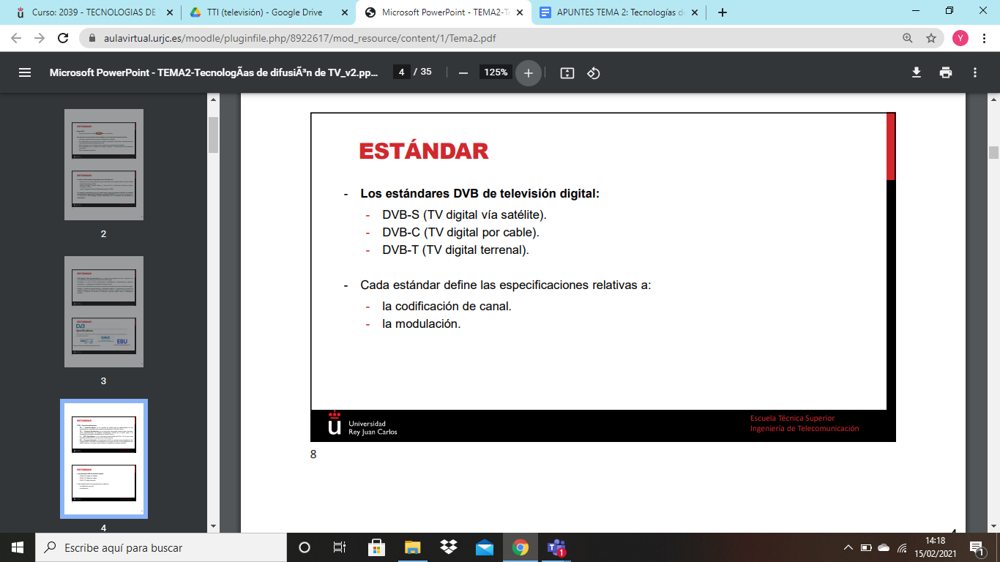 Curso: 2039 - TECNOLOGIAS DE T
TTI (televisión) - Google Drive
Microsoft PowerPoint - TEMA2-Te
APUNTES TEMA 2: Tecnologías de
aulavirtual.urjc.es/moodle/pluginfile.php/8922617/mod_resource/content/1/Tema2.pdf
Y
Microsoft PowerPoint - TEMA2-TecnologÃas de difusiÃ³n de TV_v2.pp...
4 / 35
125%
2
3
4
ESTÁNDAR
- Los estándares DVB de televisión digital:
- DVB-S (TV digital vía satélite).
- DVB-C (TV digital por cable).
- DVB-T (TV digital terrenal).
- Cada estándar define las especificaciones relativas a:
- la codificación de canal.
- la modulación.
u Universidad
Rey Juan Carlos
Escuela Técnica Superior
Ingeniería de Telecomunicación
8
Escribe aquí para buscar
1
14:18
15/02/2021
1